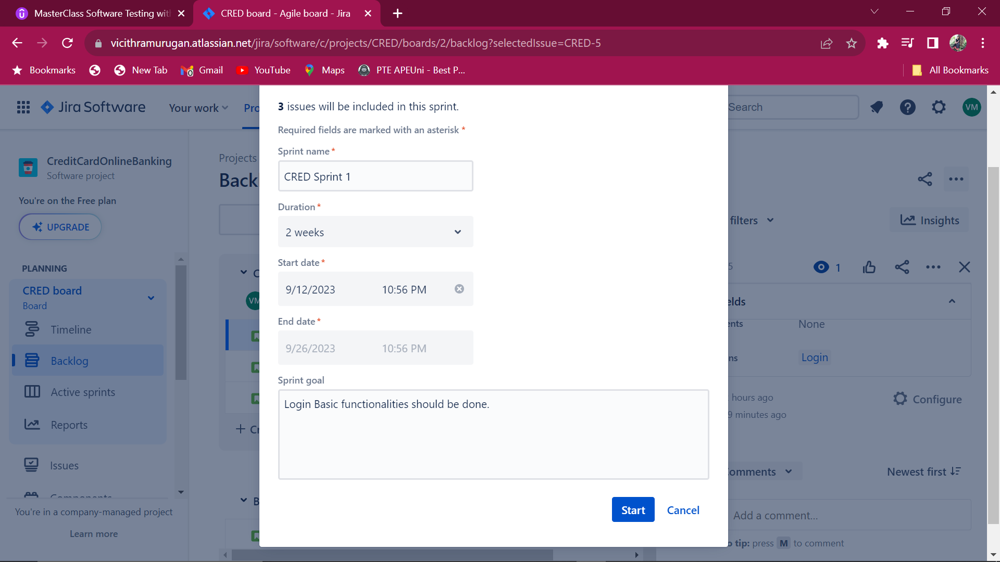 MasterClass Software Testing with
CRED board - Agile board - Jira
vicithramurugan.atlassian.net/jira/software/c/projects/CRED/boards/2/backlog?selectedIssue=CRED-5
Bookmarks
New Tab
Gmail
YouTube
Maps
PTE APEUni - Best P...
All Bookmarks
Jira Software
Your work
Pro
Search
VM
CreditCardOnlineBanking
Software project
You're on the Free plan
UPGRADE
PLANNING
CRED board
Board
Timeline
Backlog
Active sprints
Reports
Issues
Components
You're in a company-managed project
Learn more
Projects
Back
C
VM
+ Cr
B
3 issues will be included in this sprint.
Required fields are marked with an asterisk *
Sprint name *
CRED Sprint 1
Duration *
2 weeks
Start date *
9/12/2023 10:56 PM
End date *
9/26/2023 10:56 PM
Sprint goal
Login Basic functionalities should be done.
Start
Cancel
filters
Insights
5
1
elds
ents
None
ns
Login
hours ago
9 minutes ago
Configure
omments
Newest first
Add a comment...
o tip: press M to comment